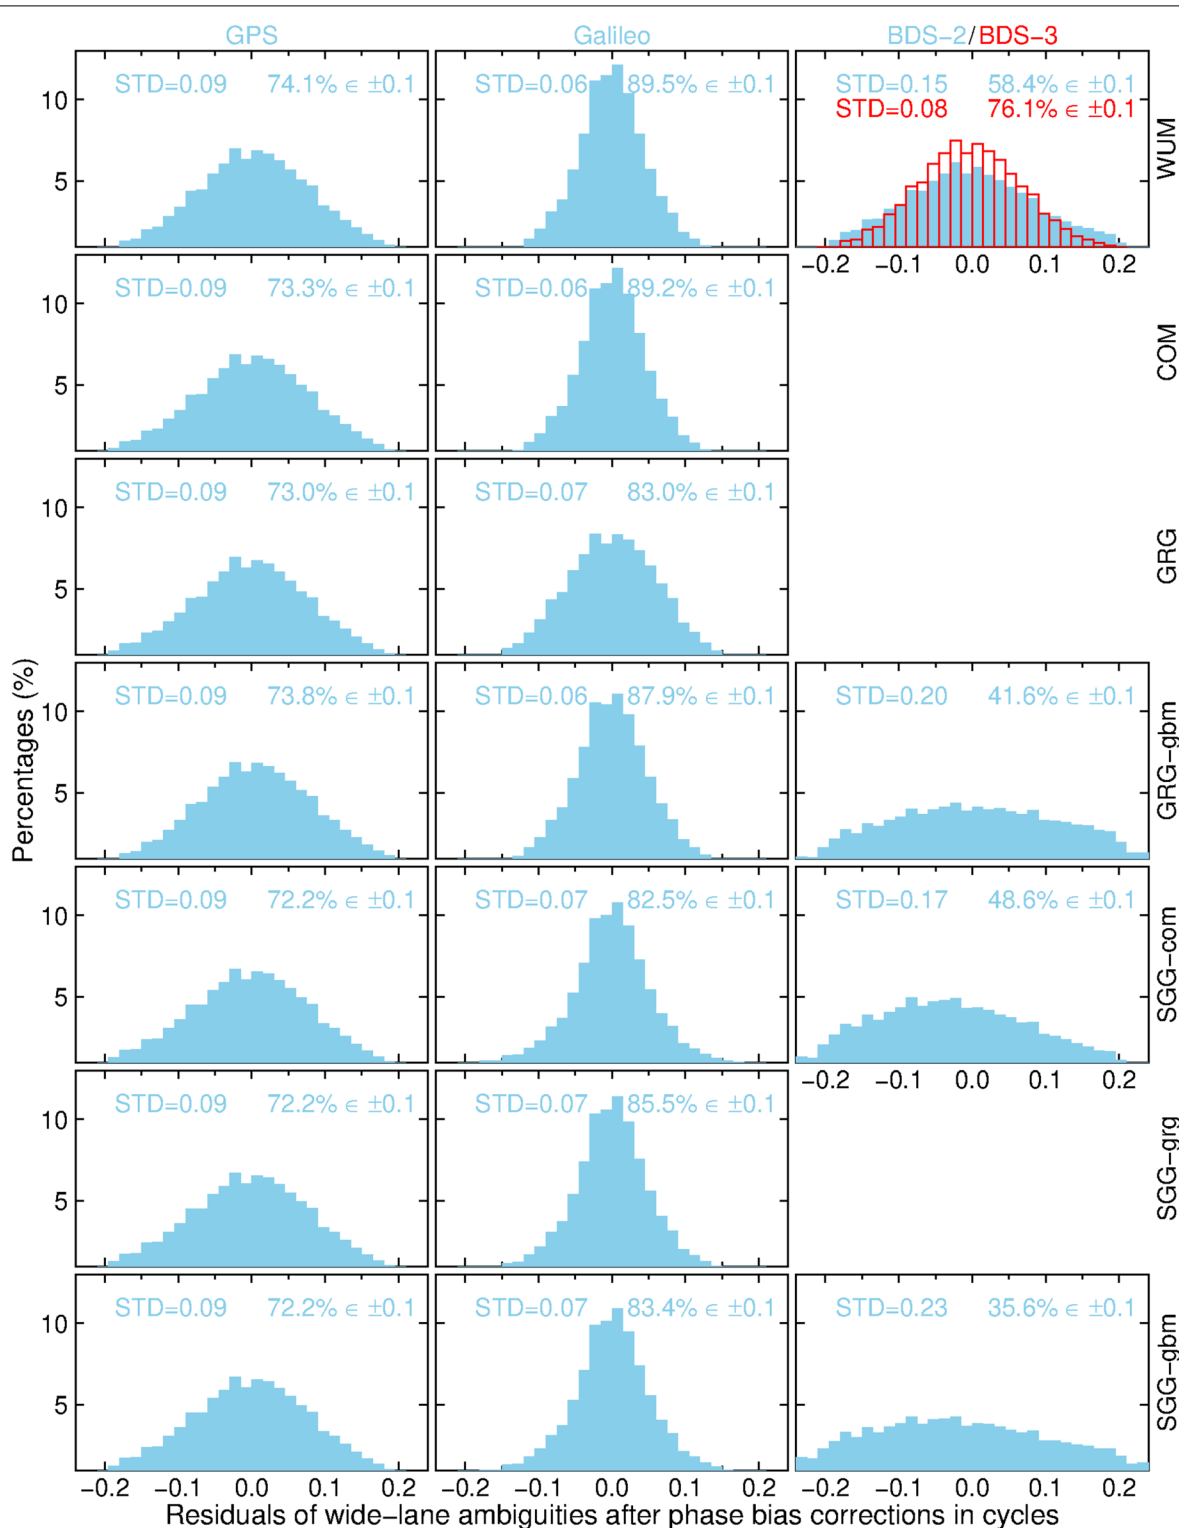 GPS Galileo BDS−2/BDS−3
STD=0.09 74.1% ∈ ±0.1 STD=0.06 89.5% ∈ ±0.1 STD=0.15 58.4% ∈ ±0.1
STD=0.08 76.1% ∈ ±0.1
10
5
WUM
−0.2 −0.1 0.0 0.1 0.2
STD=0.09 73.3% ∈ ±0.1 STD=0.06 89.2% ∈ ±0.1
10
5
COM
STD=0.09 73.0% ∈ ±0.1 STD=0.07 83.0% ∈ ±0.1
10
5
GRG
Percentages (%)
STD=0.09 73.8% ∈ ±0.1 STD=0.06 87.9% ∈ ±0.1 STD=0.20 41.6% ∈ ±0.1
10
5
GRG−gbm
STD=0.09 72.2% ∈ ±0.1 STD=0.07 82.5% ∈ ±0.1 STD=0.17 48.6% ∈ ±0.1
10
5
SGG−com
−0.2 −0.1 0.0 0.1 0.2
STD=0.09 72.2% ∈ ±0.1 STD=0.07 85.5% ∈ ±0.1
10
5
SGG−grg
STD=0.09 72.2% ∈ ±0.1 STD=0.07 83.4% ∈ ±0.1 STD=0.23 35.6% ∈ ±0.1
10
5
SGG−gbm
−0.2 −0.1 0.0 0.1 0.2 −0.2 −0.1 0.0 0.1 0.2 −0.2 −0.1 0.0 0.1 0.2
Residuals of wide−lane ambiguities after phase bias corrections in cycles